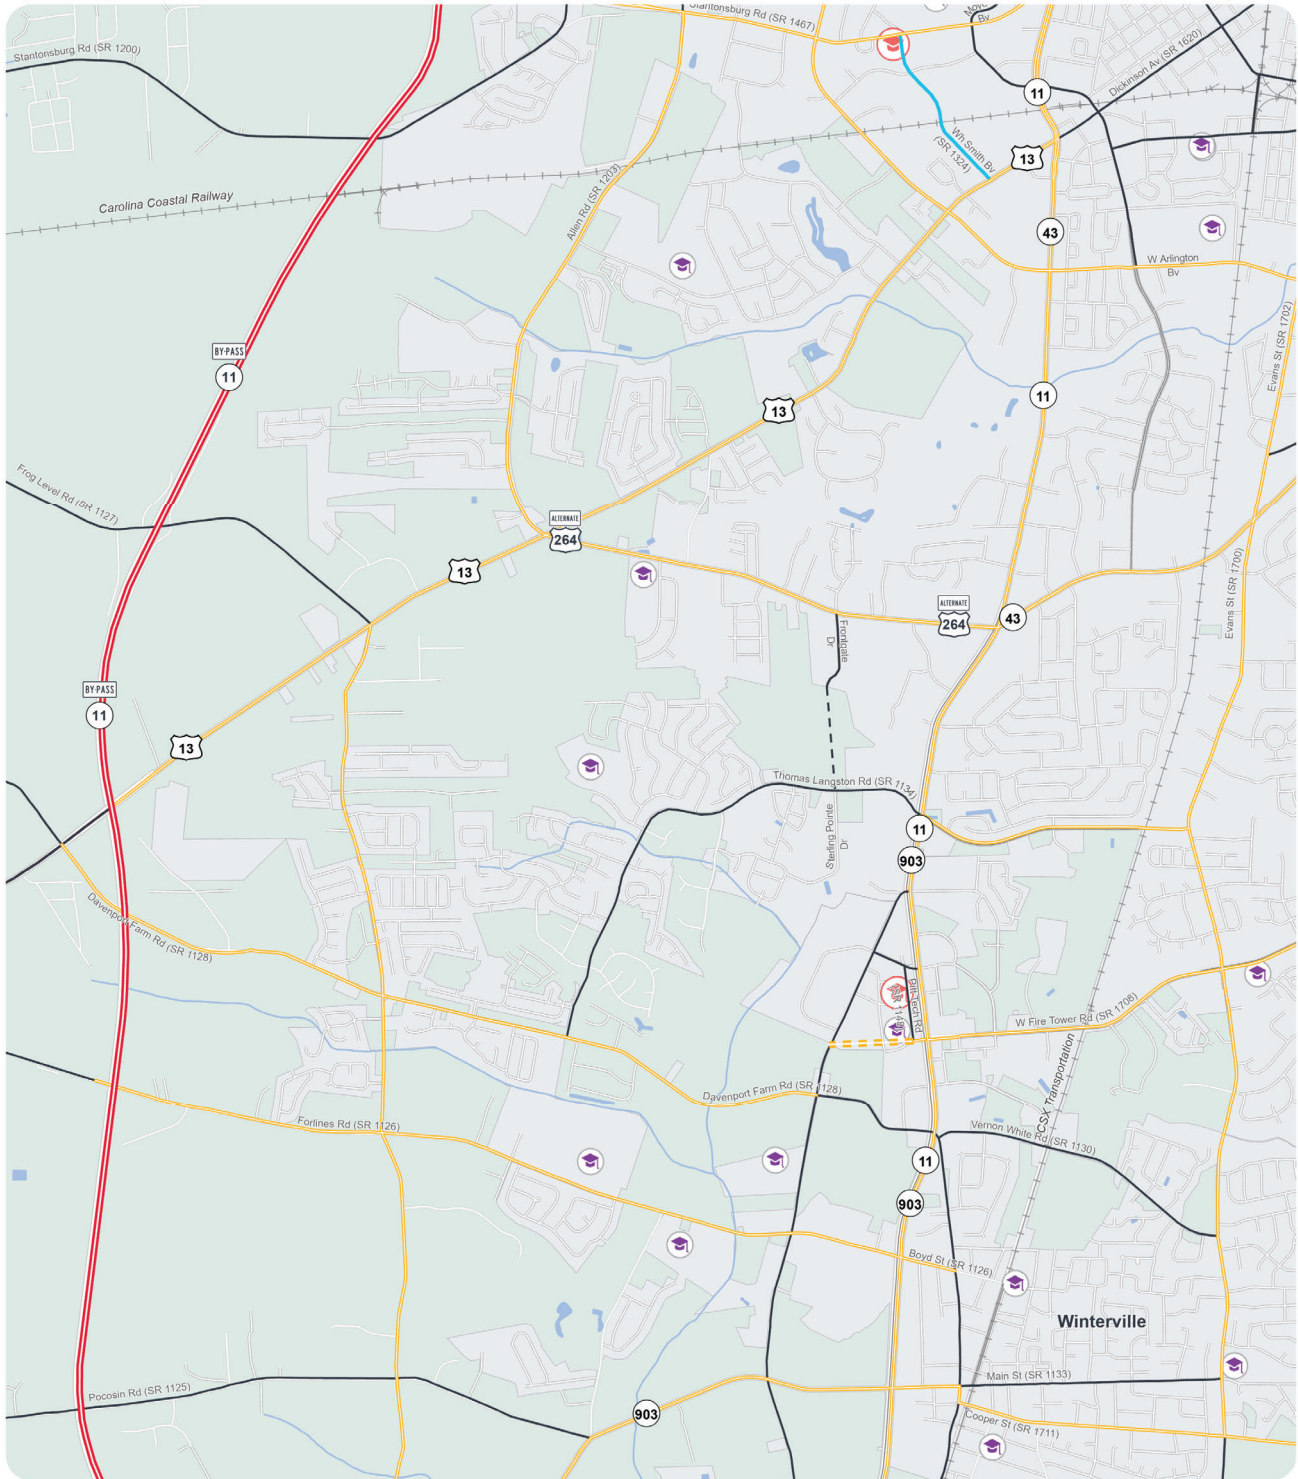 Stantonsburg Rd (SR 1467)
Bv
Stantonsburg Rd (SR 1200)
Dickinson Av (SR 1620)
11
Wh Smith Bv
(SR 1324)
13
Carolina Coastal Railway
Allen Rd (SR 1203)
43
W Arlington
Bv
Evans St (SR 1702)
BY-PASS
11
11
13
Frog Level Rd (SR 1127)
ALTERNATE
264
13
Evans St (SR 1700)
ALTERNATE
264
43
Frontgate
Dr
BY-PASS
11
13
Thomas Langston Rd (SR 1134)
Sterling Pointe
Dr
11
903
Davenport Farm Rd (SR 1128)
Pitt Tech Rd
W Fire Tower Rd (SR 1708)
CSX Transportation
Davenport Farm Rd (SR 1128)
Forlines Rd (SR 1126)
Vernon White Rd (SR 1130)
11
903
Boyd St (SR 1126)
Winterville
Main St (SR 1133)
Pocosin Rd (SR 1125)
903
Cooper St (SR 1711)